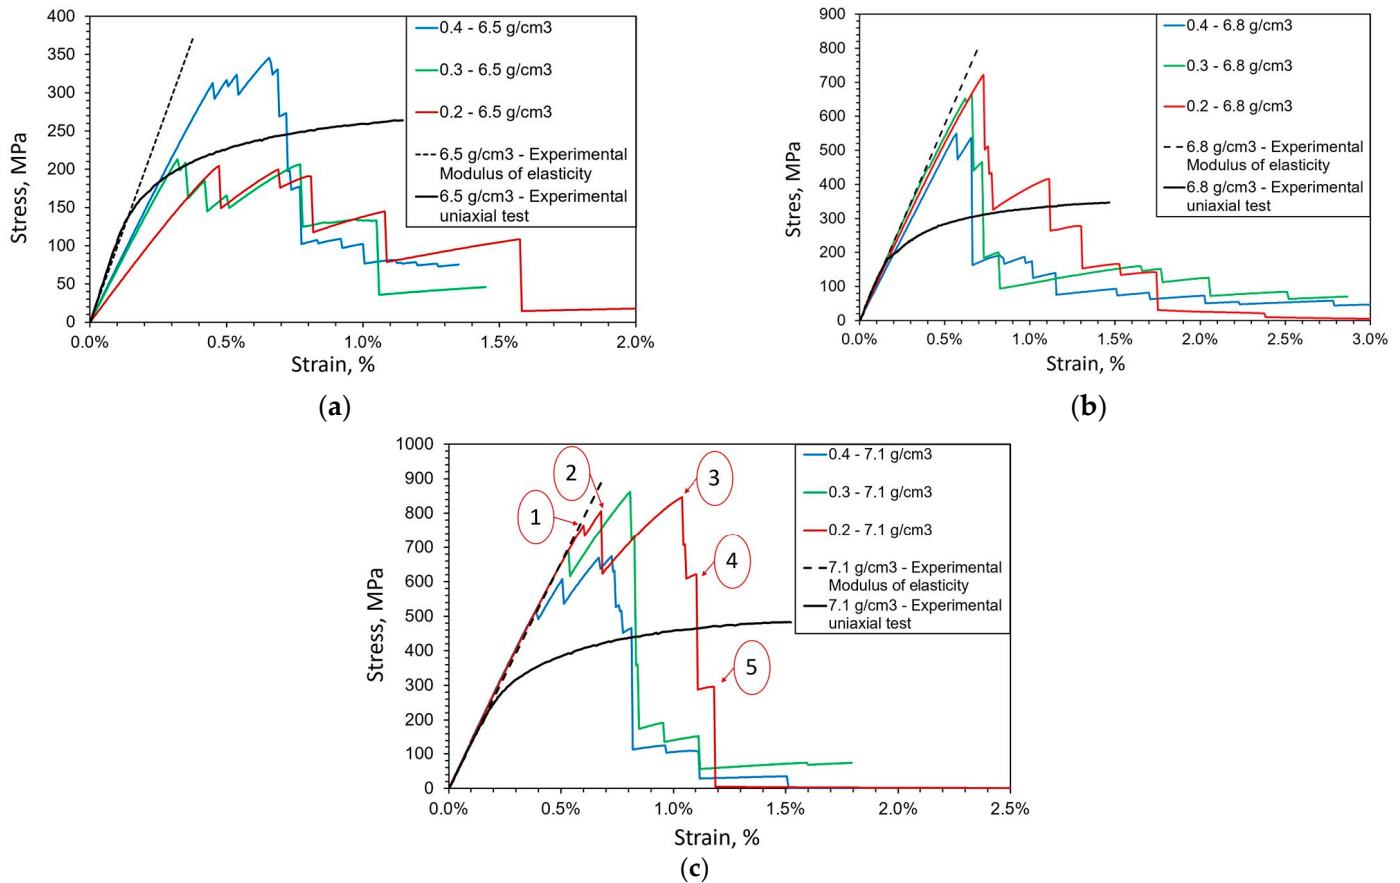 400
350
300
250
200
150
100
50
0
0.0%
0.5%
1.0%
1.5%
2.0%
Stress, MPa
Strain, %
0.4 - 6.5 g/cm3
0.3 - 6.5 g/cm3
0.2 - 6.5 g/cm3
6.5 g/cm3 - Experimental
Modulus of elasticity
6.5 g/cm3 - Experimental
uniaxial test
(a)
900
800
700
600
500
400
300
200
100
0
0.0%
0.5%
1.0%
1.5%
2.0%
2.5%
3.0%
Stres, MPa
Strain, %
0.4 - 6.8 g/cm3
0.3 - 6.8 g/cm3
0.2 - 6.8 g/cm3
6.8 g/cm3 - Experimental
Modulus of elasticity
6.8 g/cm3 - Experimental
uniaxial test
(b)
1000
900
800
700
600
500
400
300
200
100
0
0.0%
0.5%
1.0%
1.5%
2.0%
2.5%
Stress, MPa
Strain, %
1
2
3
4
5
0.4 - 7.1 g/cm3
0.3 - 7.1 g/cm3
0.2 - 7.1 g/cm3
7.1 g/cm3 - Experimental
Modulus of elasticity
7.1 g/cm3 - Experimental
uniaxial test
(c)